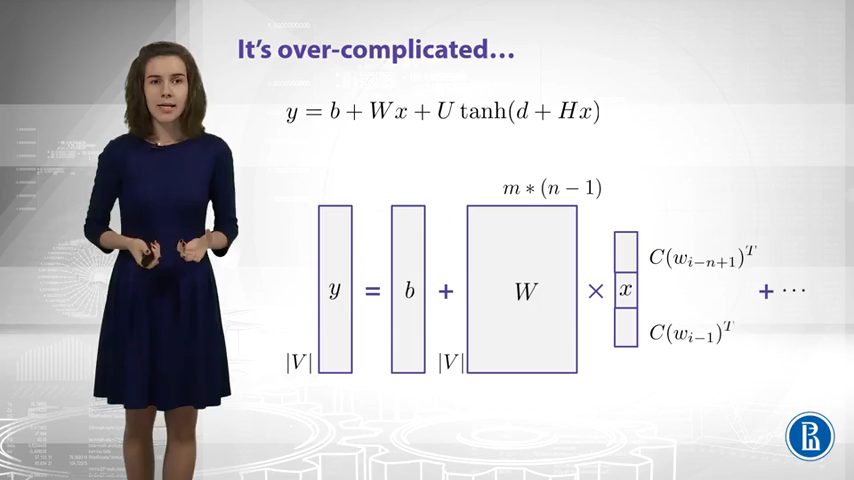 It's over-complicated...
y = b + Wx + U tanh(d + Hx)
m * (n − 1)
y = b + W × x + ···
C(w_{i−n+1})^T
C(w_{i−1})^T
|V| |V|